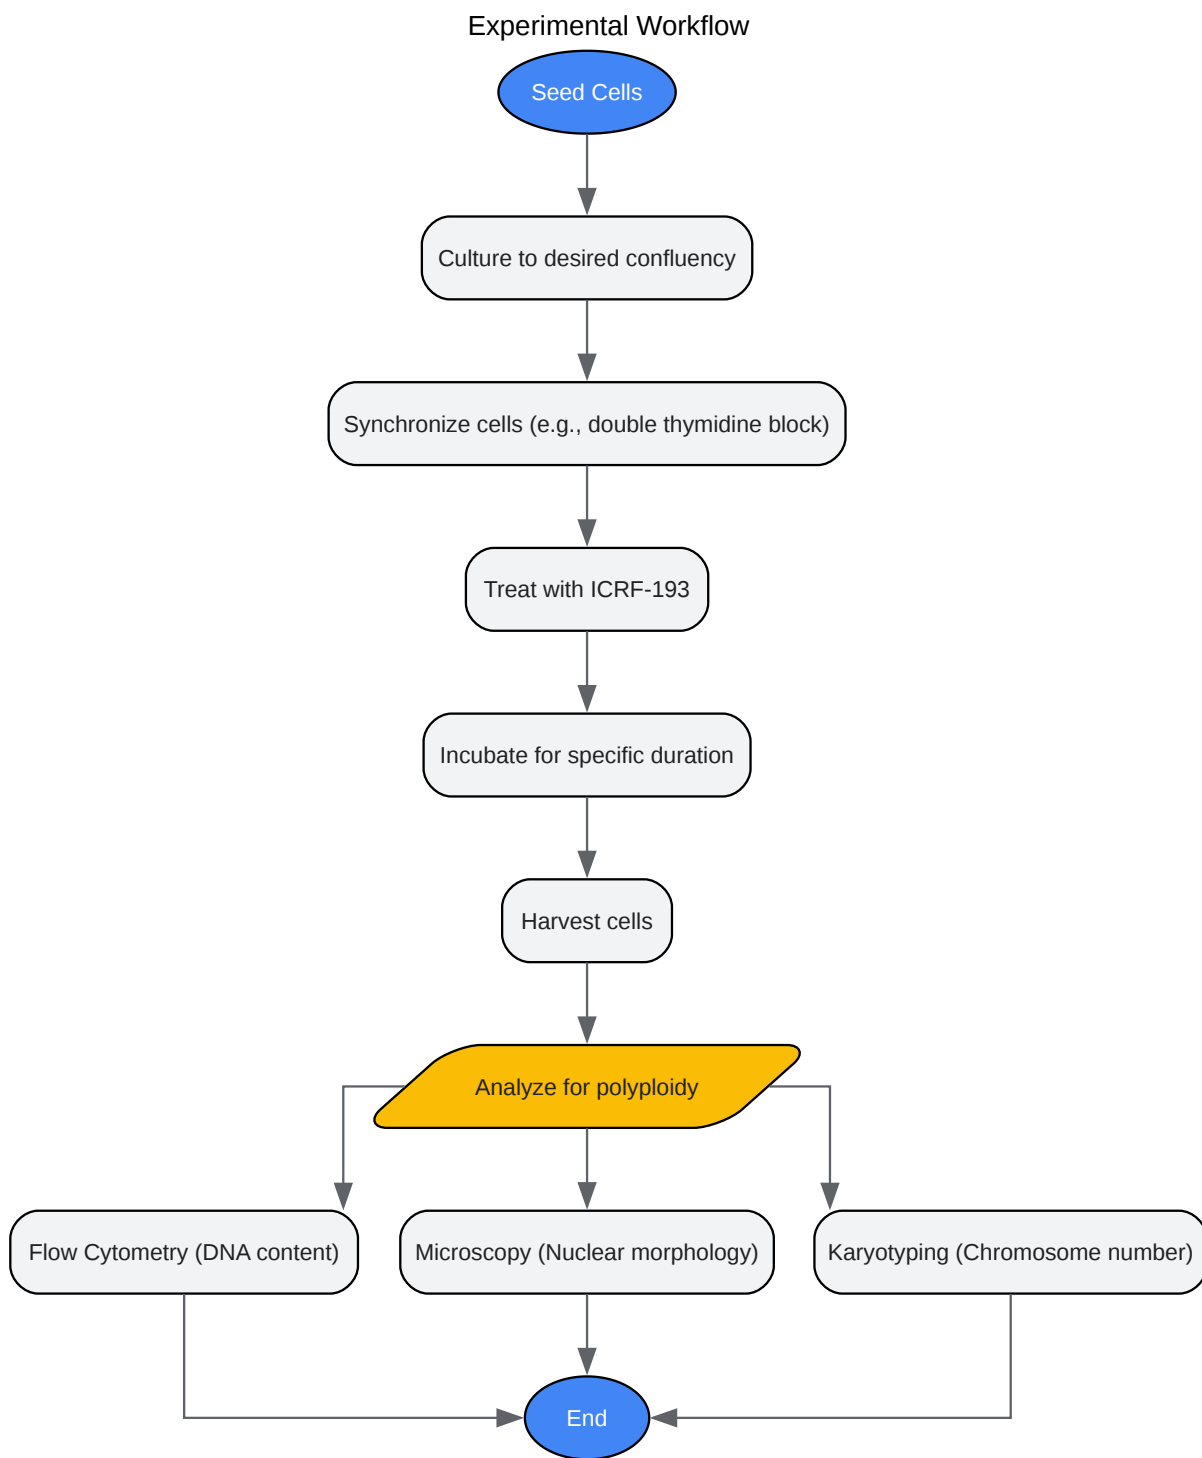 Experimental Workflow
Seed Cells
Culture to desired confluency
Synchronize cells (e.g., double thymidine block)
Treat with ICRF-193
Incubate for specific duration
Harvest cells
Analyze for polyploidy
Flow Cytometry (DNA content)
Microscopy (Nuclear morphology)
Karyotyping (Chromosome number)
End